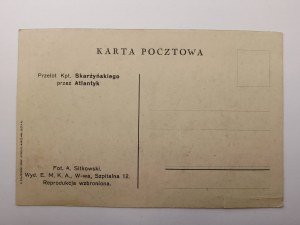 KARTA POCZTOWA
Przelot Kpt. Skarżyńskiego
przez Atlantyk
Fot. A. Sitkowski.
Wyd. E. M. K. A., W-wa, Szpitalna 12.
Reprodukcja wzbroniona.